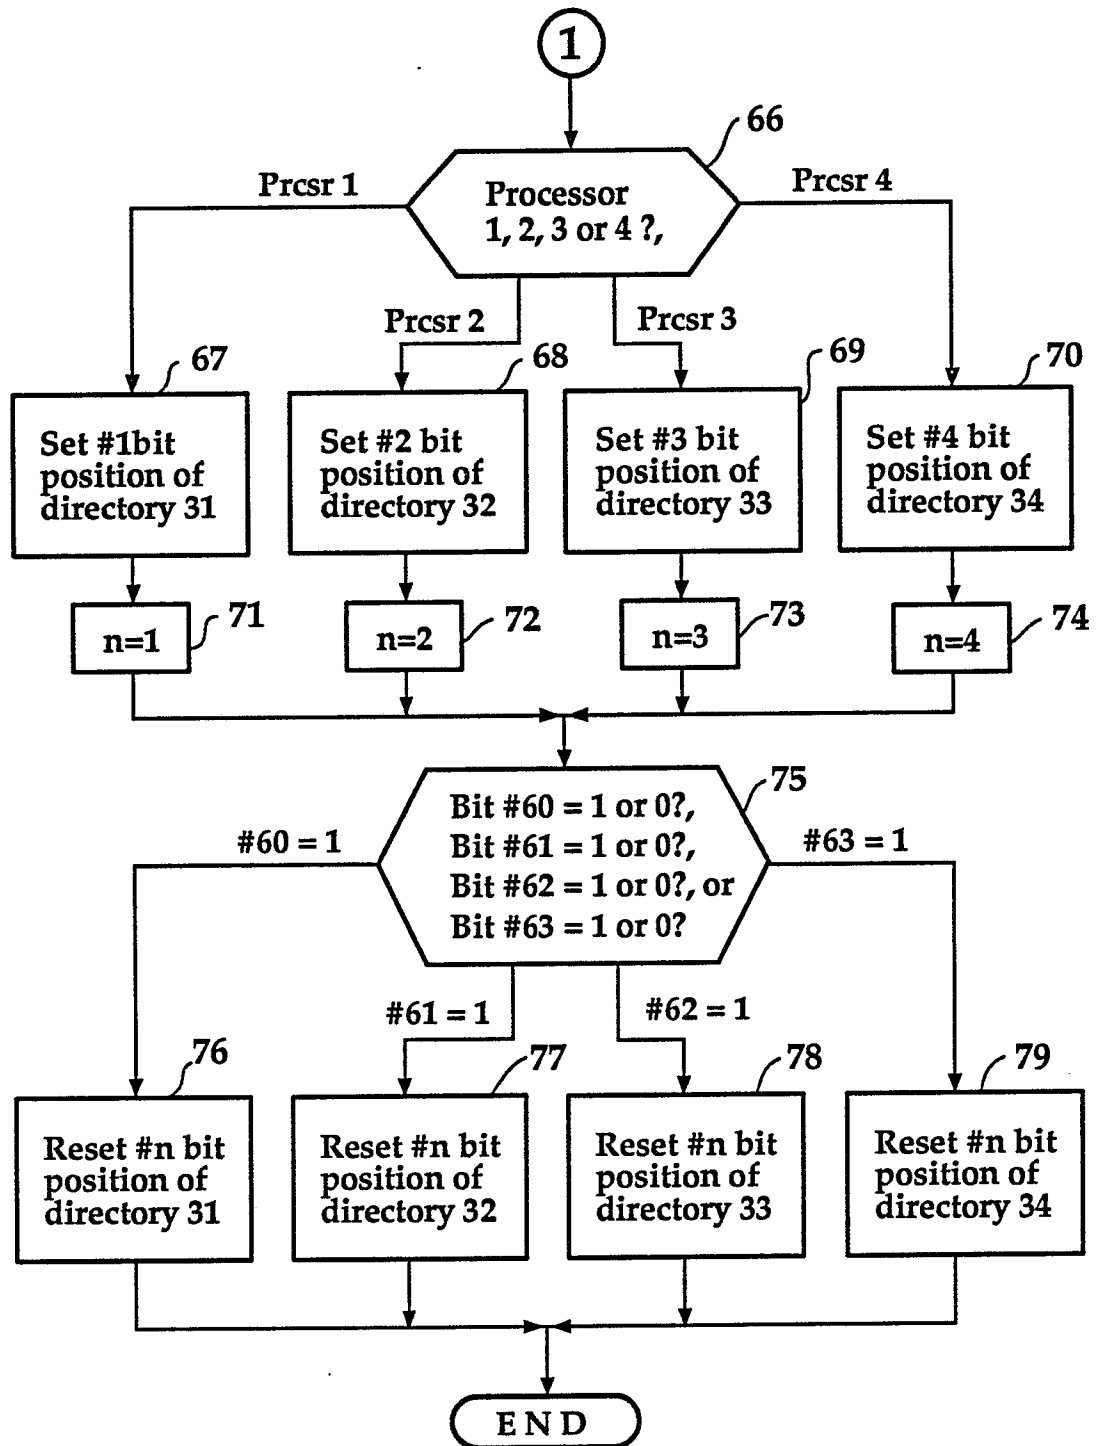 1
66
Prcsr 1
Prcsr 4
Processor
1, 2, 3 or 4 ?,
Prcsr 2
Prcsr 3
67
68
69
70
Set #1bit
position of
directory 31
Set #2 bit
position of
directory 32
Set #3 bit
position of
directory 33
Set #4 bit
position of
directory 34
n=1
71
n=2
72
n=3
73
n=4
74
75
#60 = 1
Bit #60 = 1 or 0?,
Bit #61 = 1 or 0?,
Bit #62 = 1 or 0?, or
Bit #63 = 1 or 0?
#63 = 1
#61 = 1
#62 = 1
76
77
78
79
Reset #n bit
position of
directory 31
Reset #n bit
position of
directory 32
Reset #n bit
position of
directory 33
Reset #n bit
position of
directory 34
END